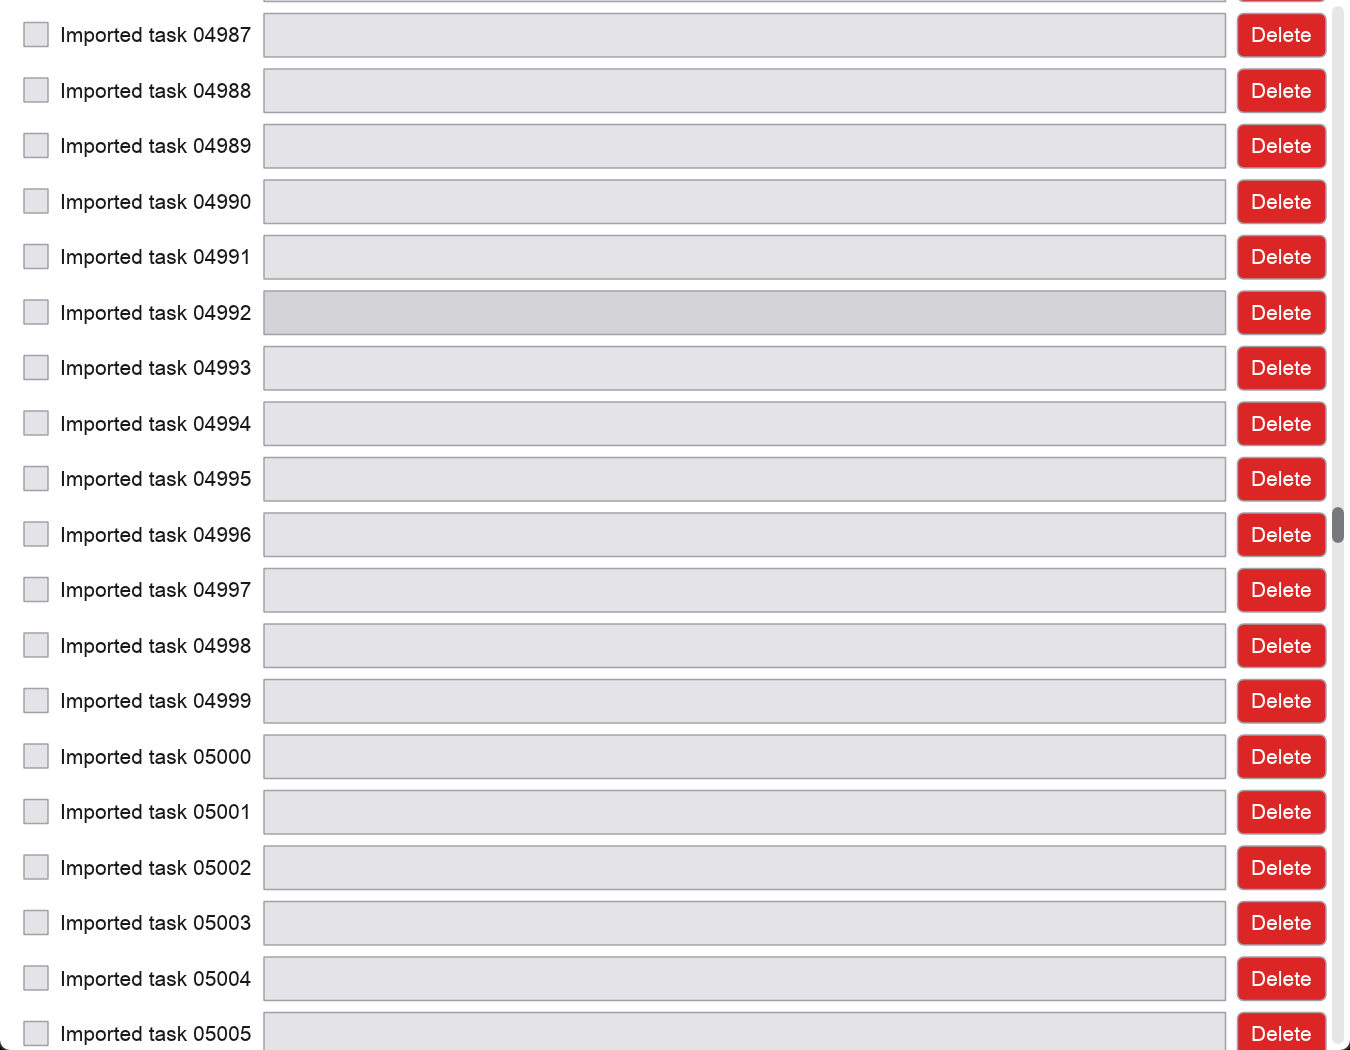 Imported task 04987 Delete
Imported task 04988 Delete
Imported task 04989 Delete
Imported task 04990 Delete
Imported task 04991 Delete
Imported task 04992 Delete
Imported task 04993 Delete
Imported task 04994 Delete
Imported task 04995 Delete
Imported task 04996 Delete
Imported task 04997 Delete
Imported task 04998 Delete
Imported task 04999 Delete
Imported task 05000 Delete
Imported task 05001 Delete
Imported task 05002 Delete
Imported task 05003 Delete
Imported task 05004 Delete
Imported task 05005 Delete